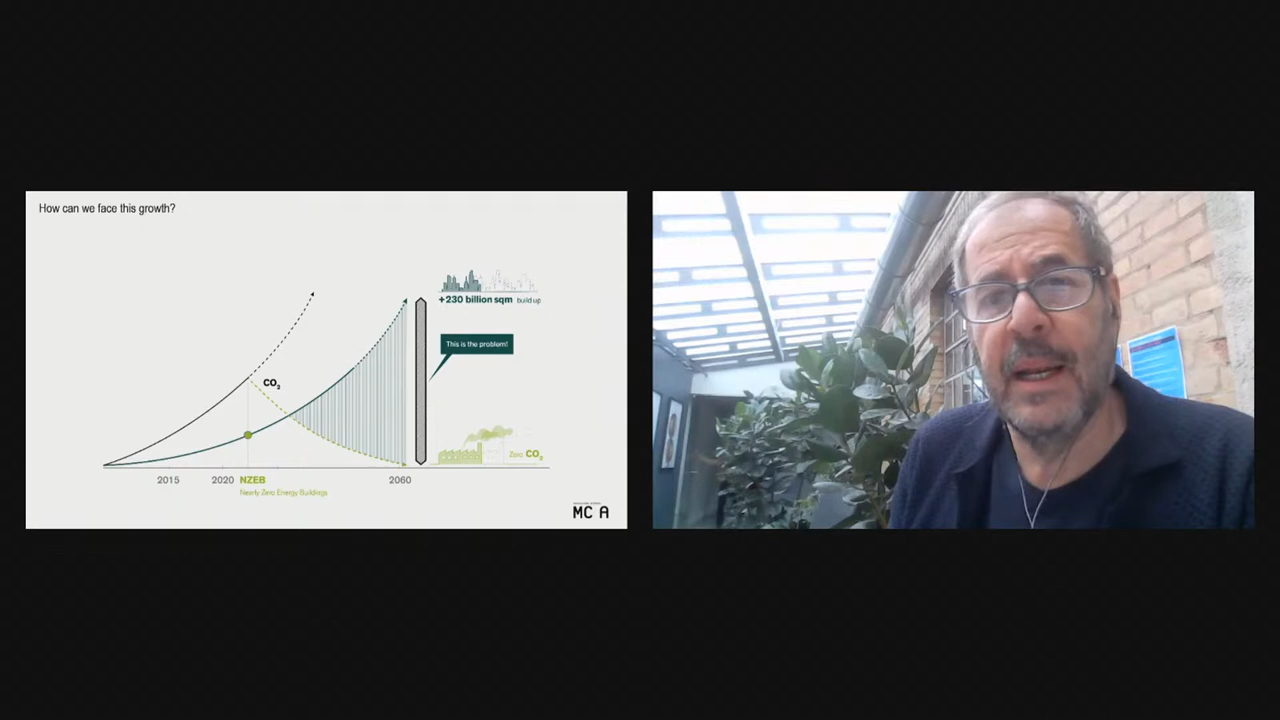 How can we face this growth?
+230 billion sqm build up
This is the problem!
CO2
Zero CO2
2015 2020 NZEB 2060
Nearly Zero Energy Buildings
MC A